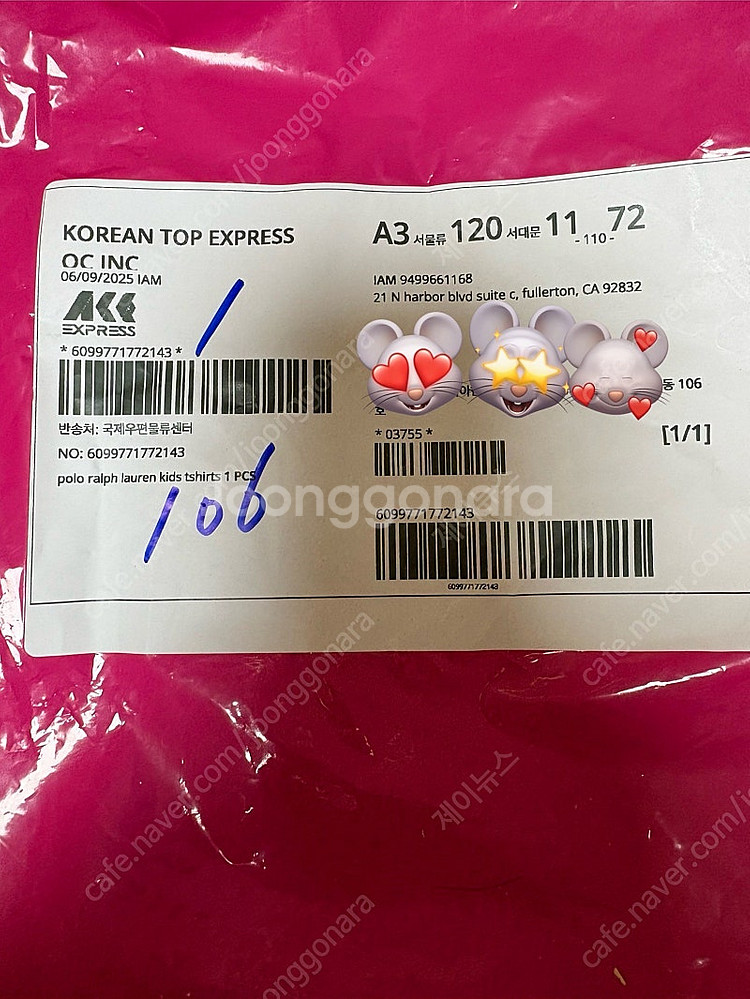 KOREAN TOP EXPRESS
OC INC
06/09/2025 IAM
ACE
EXPRESS
* 6099771772143 *
반송처: 국제우편물류센터
NO: 6099771772143
polo ralph lauren kids tshirts 1 PCS
/
106
A3 서울류 120 서대문 11 - 110 - 72
IAM 9499661168
21 N harbor blvd suite c, fullerton, CA 92832
동 106
호
* 03755 *
[1/1]
6099771772143
6099771772143
joonggonara
cafe.naver.com/joonggonara
제이뉴스